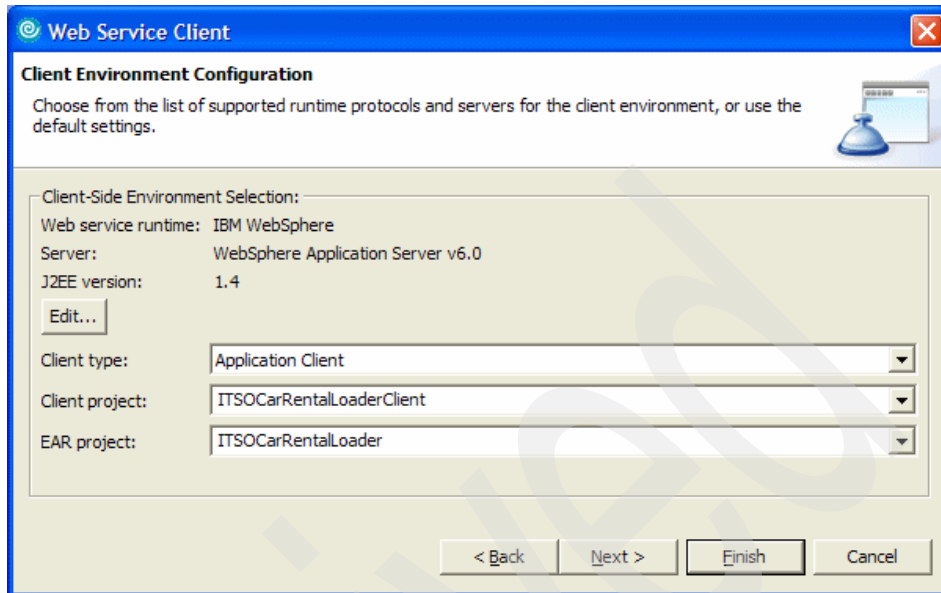 Web Service Client
Client Environment Configuration
Choose from the list of supported runtime protocols and servers for the client environment, or use the
default settings.
Client-Side Environment Selection:
Web service runtime: IBM WebSphere
Server: WebSphere Application Server v6.0
J2EE version: 1.4
Edit...
Client type: Application Client
Client project: ITSOCarRentalLoaderClient
EAR project: ITSOCarRentalLoader
< Back Next > Finish Cancel